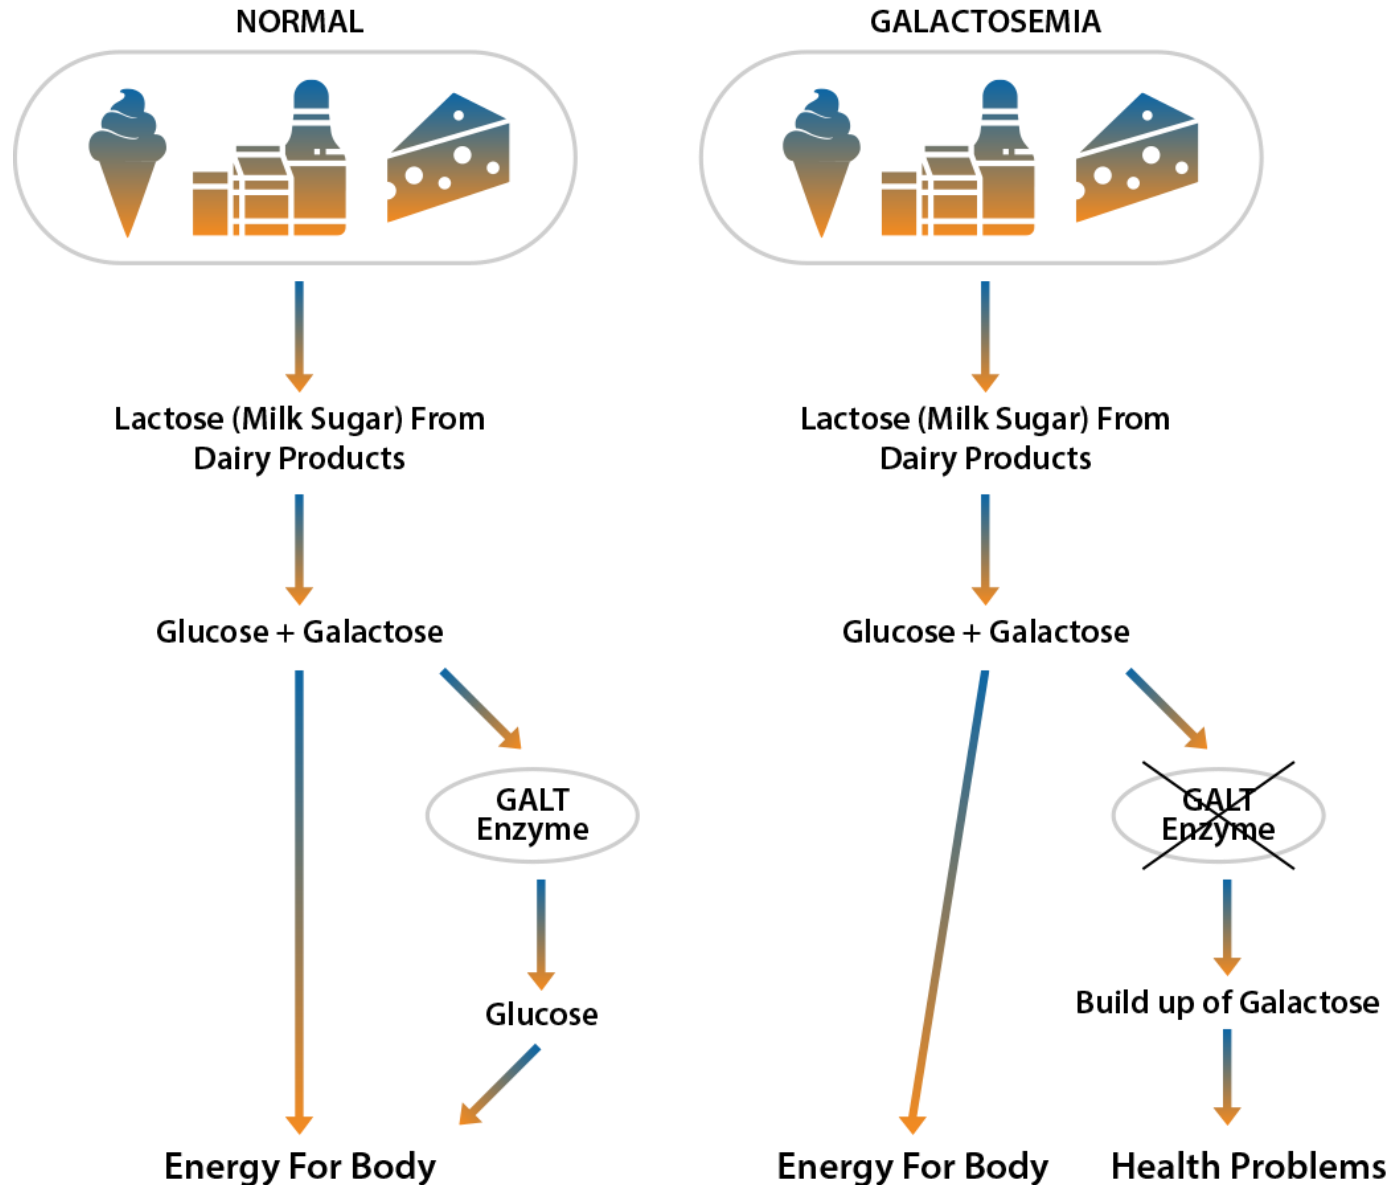 NORMAL
Lactose (Milk Sugar) From
Dairy Products
Glucose + Galactose
GALT
Enzyme
Glucose
Energy For Body
GALACTOSEMIA
Lactose (Milk Sugar) From
Dairy Products
Glucose + Galactose
GALT
Enzyme
Build up of Galactose
Energy For Body
Health Problems